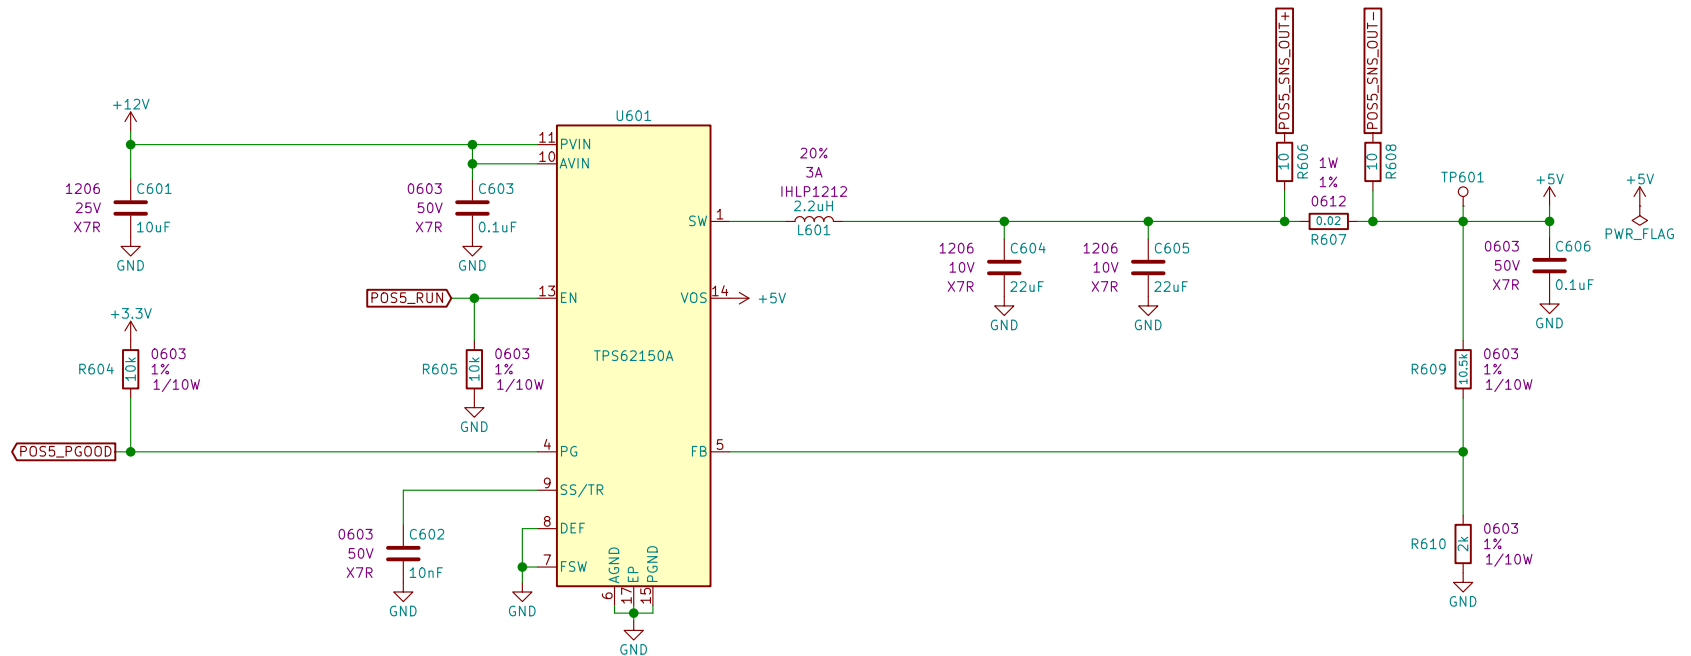 POS5_SNS_OUT+
POS5_SNS_OUT-
+12V
U601
11
PVIN
10
AVIN
1206
C601
25V
X7R
10uF
GND
0603
C603
50V
X7R
0.1uF
GND
20%
3A
IHLP1212
2.2uH
L601
SW
1
10
R606
1W
1%
0612
0.02
R607
10
R608
TP601
+5V
+5V
PWR_FLAG
1206
C604
10V
X7R
22uF
GND
1206
C605
10V
X7R
22uF
GND
0603
C606
50V
X7R
0.1uF
GND
POS5_RUN
13
EN
VOS
14
+5V
+3.3V
R604
10k
0603
1%
1/10W
R605
10k
0603
1%
1/10W
GND
TPS62150A
R609
10.5k
0603
1%
1/10W
POS5_PGOOD
4
PG
FB
5
9
SS/TR
0603
C602
50V
X7R
10nF
GND
8
DEF
7
FSW
GND
AGND
EP
PGND
6
17
15
GND
R610
2k
0603
1%
1/10W
GND